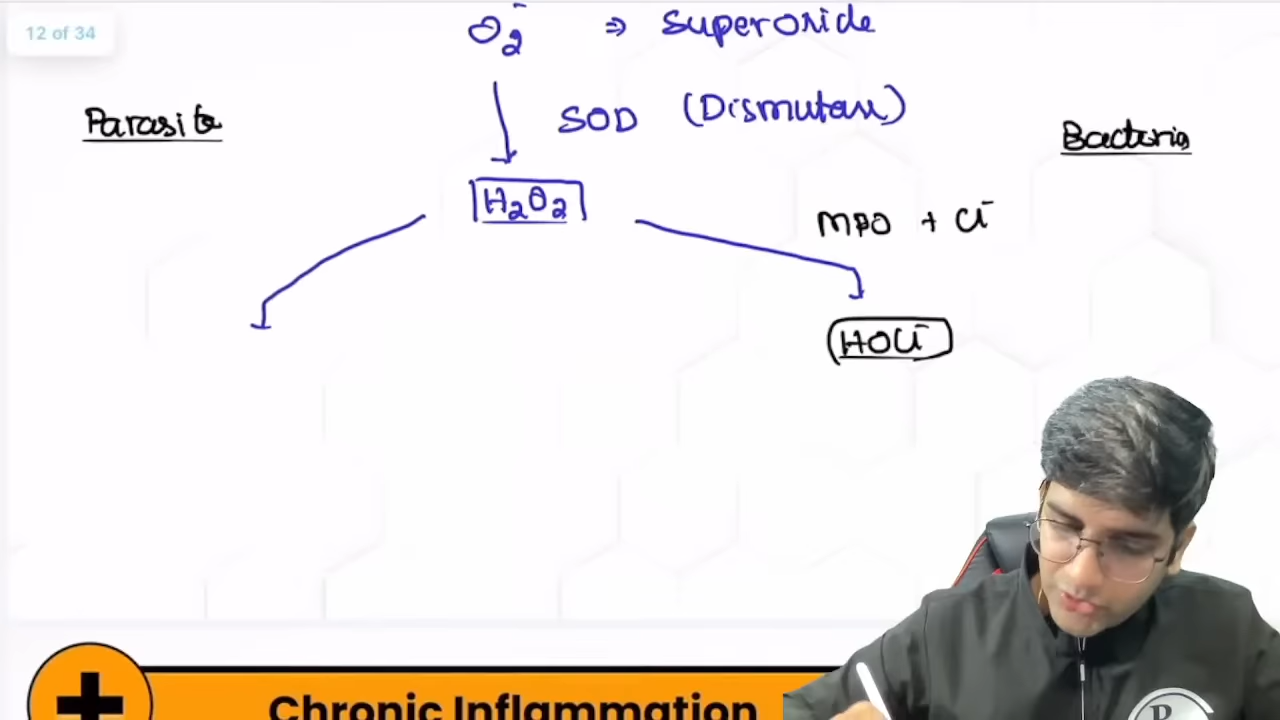 12 of 34
O₂⁻ ⇒ Superoxide
SOD (Dismutase)
Parasite
Bacteria
H₂O₂
MPO + Cl⁻
HOCl⁻
Chronic Inflammation
P